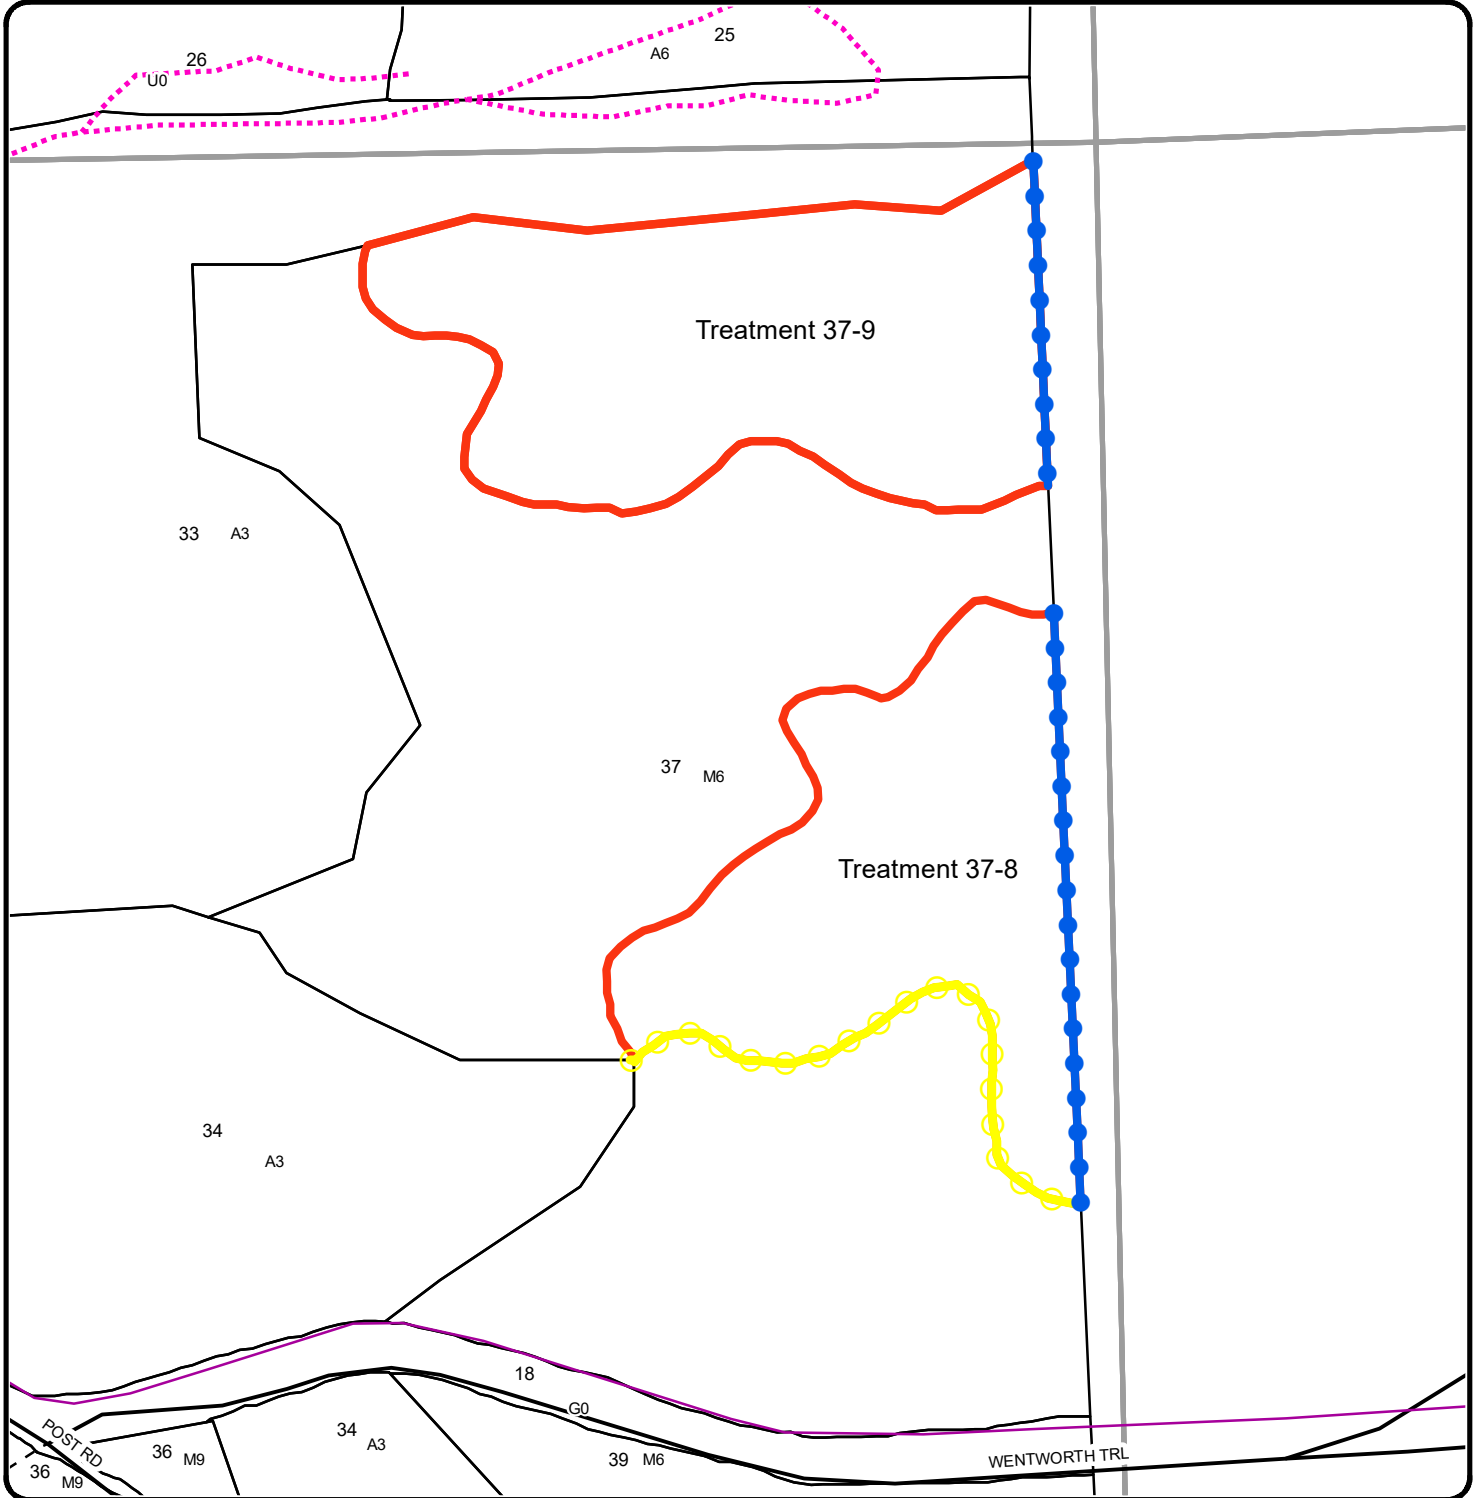 25
A6
26
U0
Treatment 37-9
33 A3
37 M6
Treatment 37-8
34
A3
18
G0
POST RD
34
A3
36 M9
39 M6
WENTWORTH TRL
36
M9